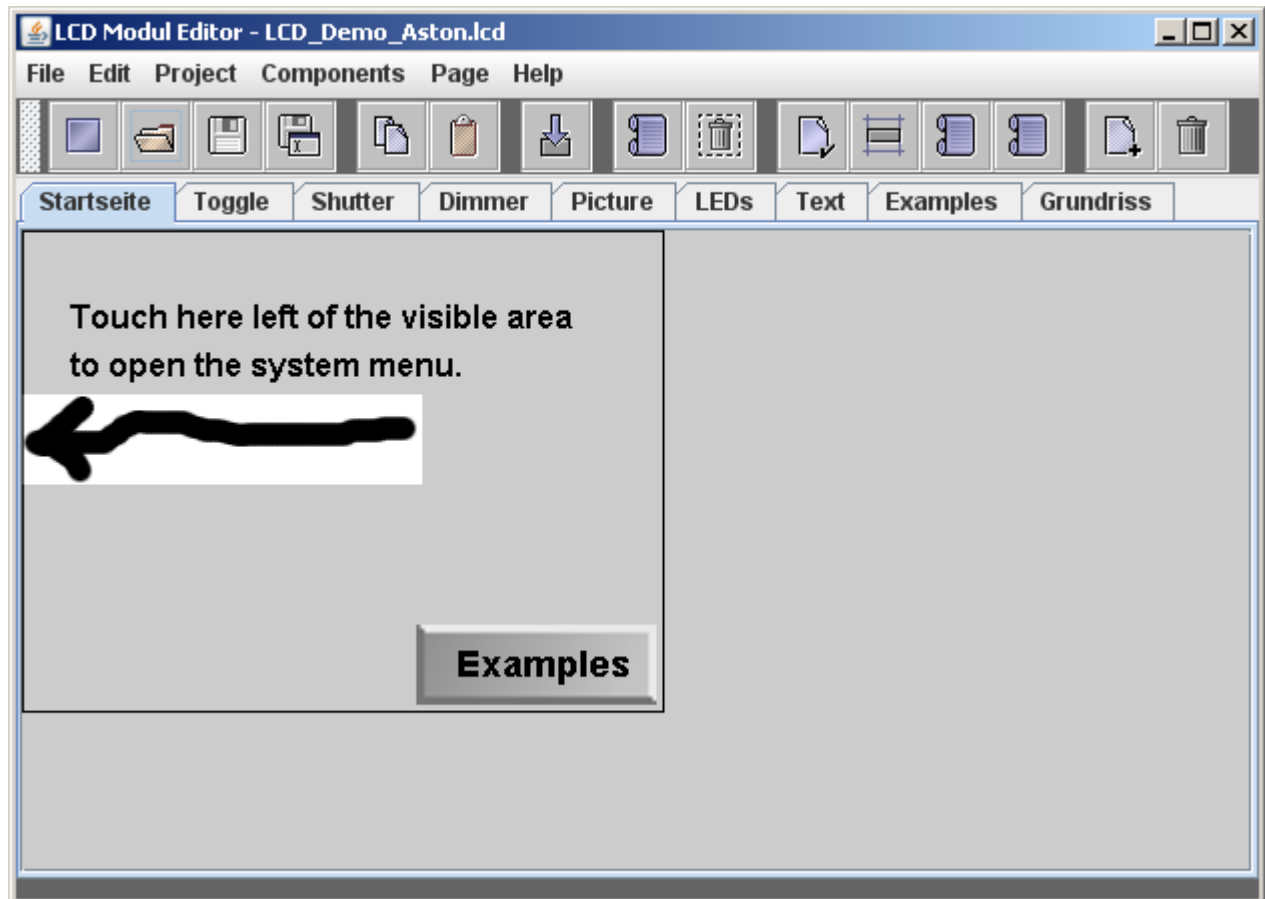 LCD Modul Editor - LCD_Demo_Aston.lcd
File Edit Project Components Page Help
Startseite Toggle Shutter Dimmer Picture LEDs Text Examples Grundriss
Touch here left of the visible area
to open the system menu.
Examples